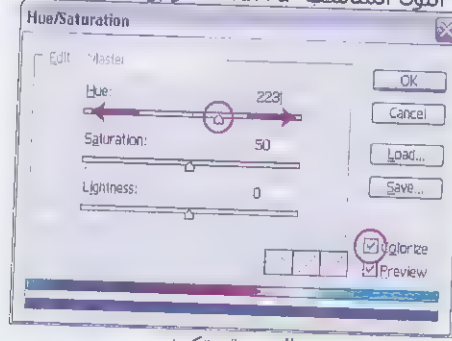 Hue/Saturation
Edit: Master
Hue: 223
Saturation: 50
Lightness: 0
OK
Cancel
Load...
Save...
Colorize
Preview